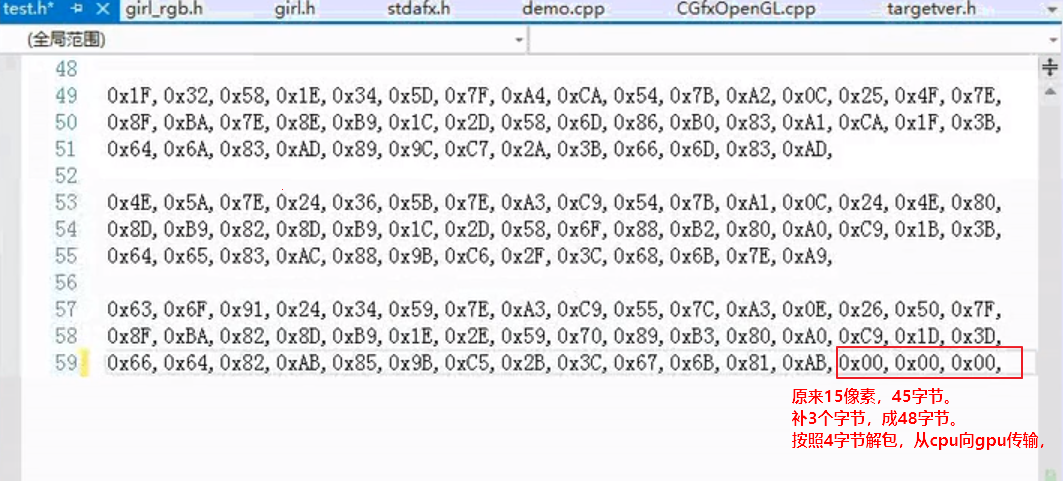 test.h* girl_rgb.h girl.h stdafx.h demo.cpp CGfxOpenGL.cpp targetver.h
(全局范围)
48
49 0x1F, 0x32, 0x58, 0x1E, 0x34, 0x5D, 0x7F, 0xA4, 0xCA, 0x54, 0x7B, 0xA2, 0x0C, 0x25, 0x4F, 0x7E,
50 0x8F, 0xBA, 0x7E, 0x8E, 0xB9, 0x1C, 0x2D, 0x58, 0x6D, 0x86, 0xB0, 0x83, 0xA1, 0xCA, 0x1F, 0x3B,
51 0x64, 0x6A, 0x83, 0xAD, 0x89, 0x9C, 0xC7, 0x2A, 0x3B, 0x66, 0x6D, 0x83, 0xAD,
52
53 0x4E, 0x5A, 0x7E, 0x24, 0x36, 0x5B, 0x7E, 0xA3, 0xC9, 0x54, 0x7B, 0xA1, 0x0C, 0x24, 0x4E, 0x80,
54 0x8D, 0xB9, 0x82, 0x8D, 0xB9, 0x1C, 0x2D, 0x58, 0x6F, 0x88, 0xB2, 0x80, 0xA0, 0xC9, 0x1B, 0x3B,
55 0x64, 0x65, 0x83, 0xAC, 0x88, 0x9B, 0xC6, 0x2F, 0x3C, 0x68, 0x6B, 0x7E, 0xA9,
56
57 0x63, 0x6F, 0x91, 0x24, 0x34, 0x59, 0x7E, 0xA3, 0xC9, 0x55, 0x7C, 0xA3, 0x0E, 0x26, 0x50, 0x7F,
58 0x8F, 0xBA, 0x82, 0x8D, 0xB9, 0x1E, 0x2E, 0x59, 0x70, 0x89, 0xB3, 0x80, 0xA0, 0xC9, 0x1D, 0x3D,
59 0x66, 0x64, 0x82, 0xAB, 0x85, 0x9B, 0xC5, 0x2B, 0x3C, 0x67, 0x6B, 0x81, 0xAB, 0x00, 0x00, 0x00,
原来15像素，45字节。
补3个字节，成48字节。
按照4字节解包，从cpu向gpu传输，